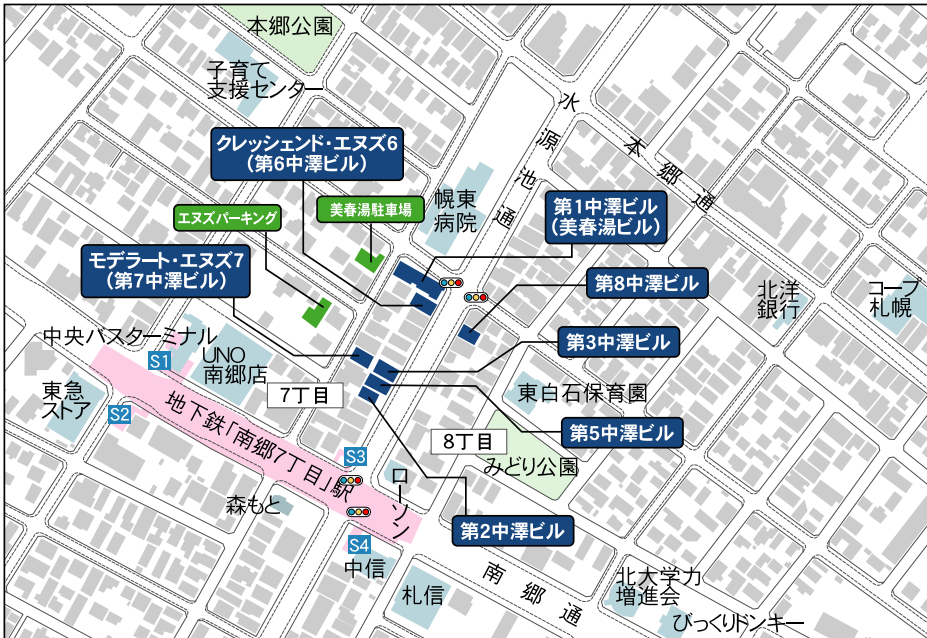 本郷公園
子育て
支援センター
水源池通
本郷通
クレッシェンド・エヌズ6
(第6中澤ビル)
幌東
病院
第1中澤ビル
(美春湯ビル)
エヌズパーキング
美春湯駐車場
モデラート・エヌズ7
(第7中澤ビル)
第8中澤ビル
北洋
銀行
コープ
札幌
中央バスターミナル
S1
UNO
南郷店
第3中澤ビル
東急
ストア
S2
7丁目
東白石保育園
地下鉄「南郷7丁目」駅
8丁目
第5中澤ビル
みどり公園
S3
ローソン
森もと
第2中澤ビル
S4
中信
札信
南郷通
北大学力
増進会
びっくりドンキー